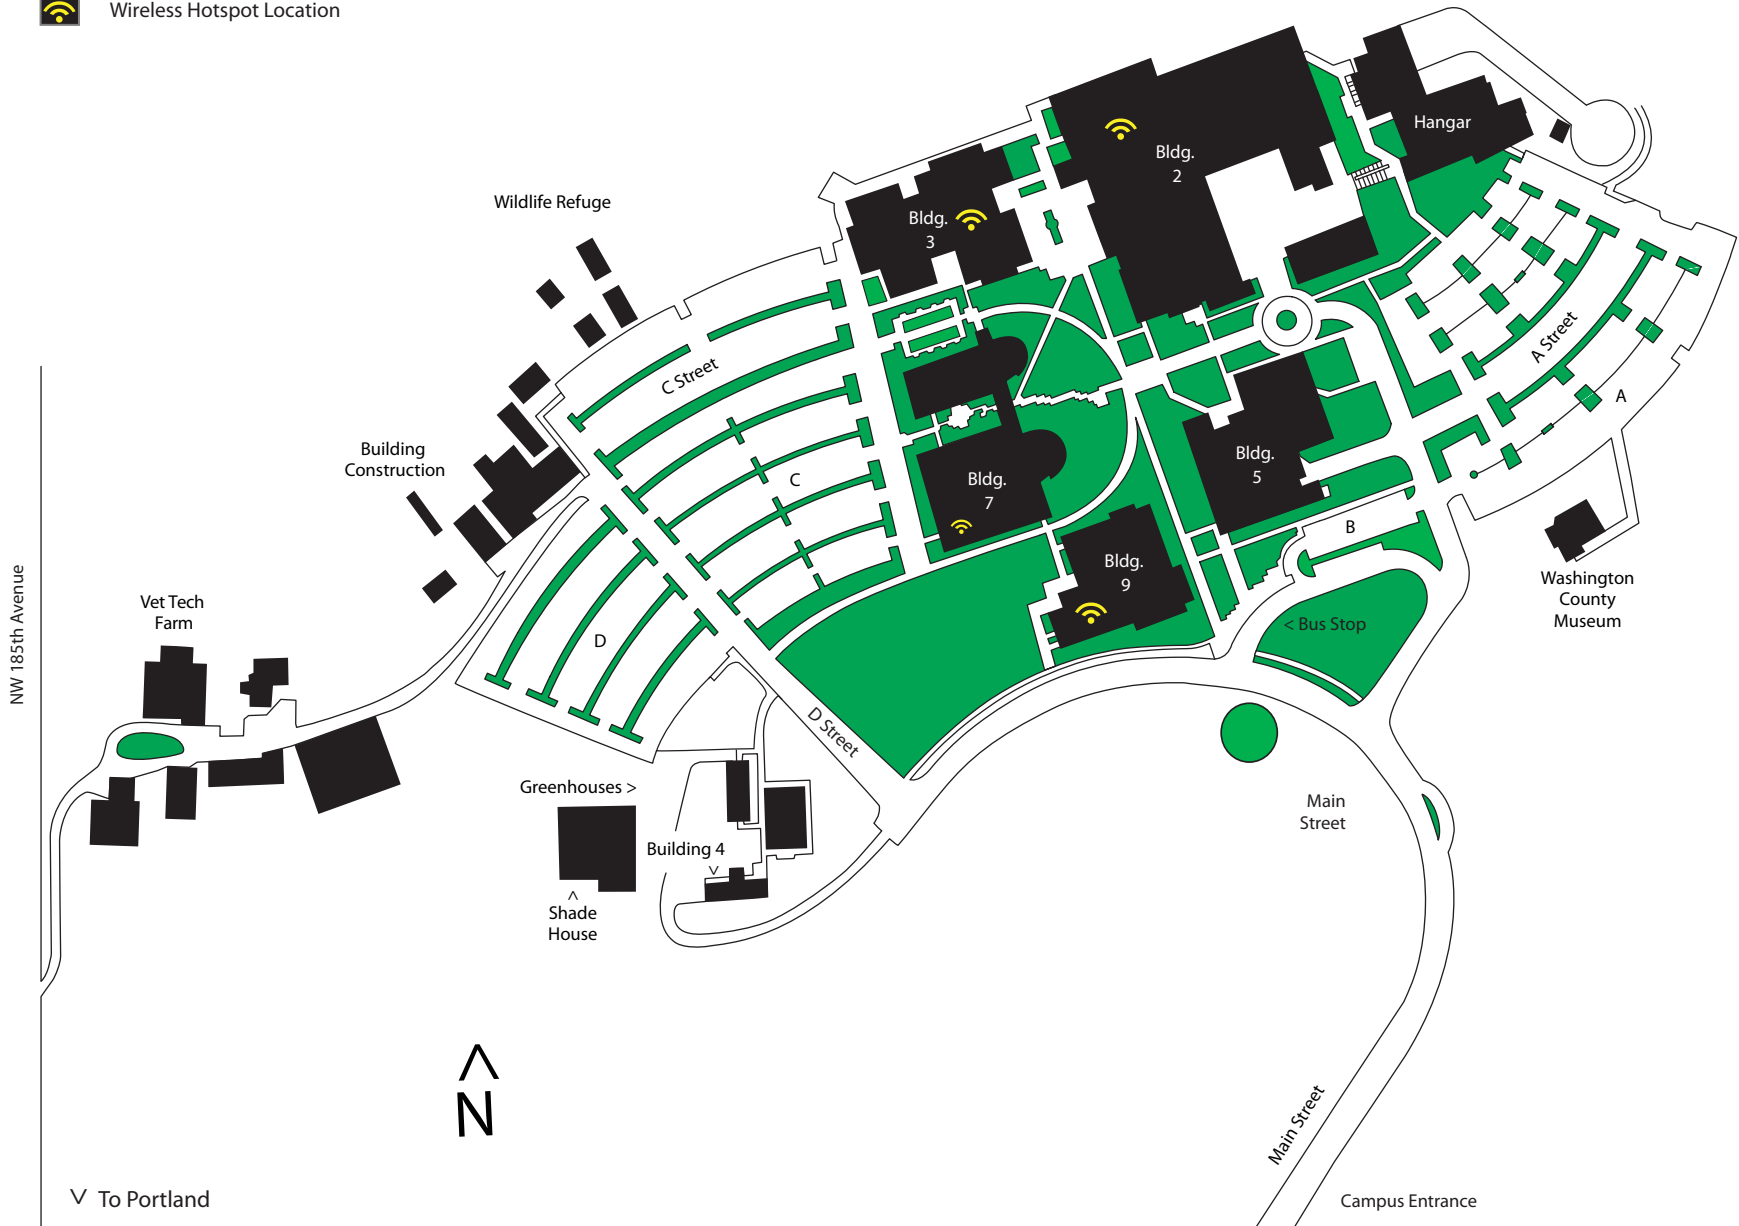 Wireless Hotspot Location
Hangar
Bldg.
2
Wildlife Refuge
Bldg.
3
A Street
C Street
A
Building
Construction
C
Bldg.
7
Bldg.
5
B
Bldg.
9
Washington
County
Museum
NW 185th Avenue
Vet Tech
Farm
D
< Bus Stop
D Street
Greenhouses >
Main
Street
Building 4
>
>
Shade
House
>
N
Main Street
> To Portland
Campus Entrance